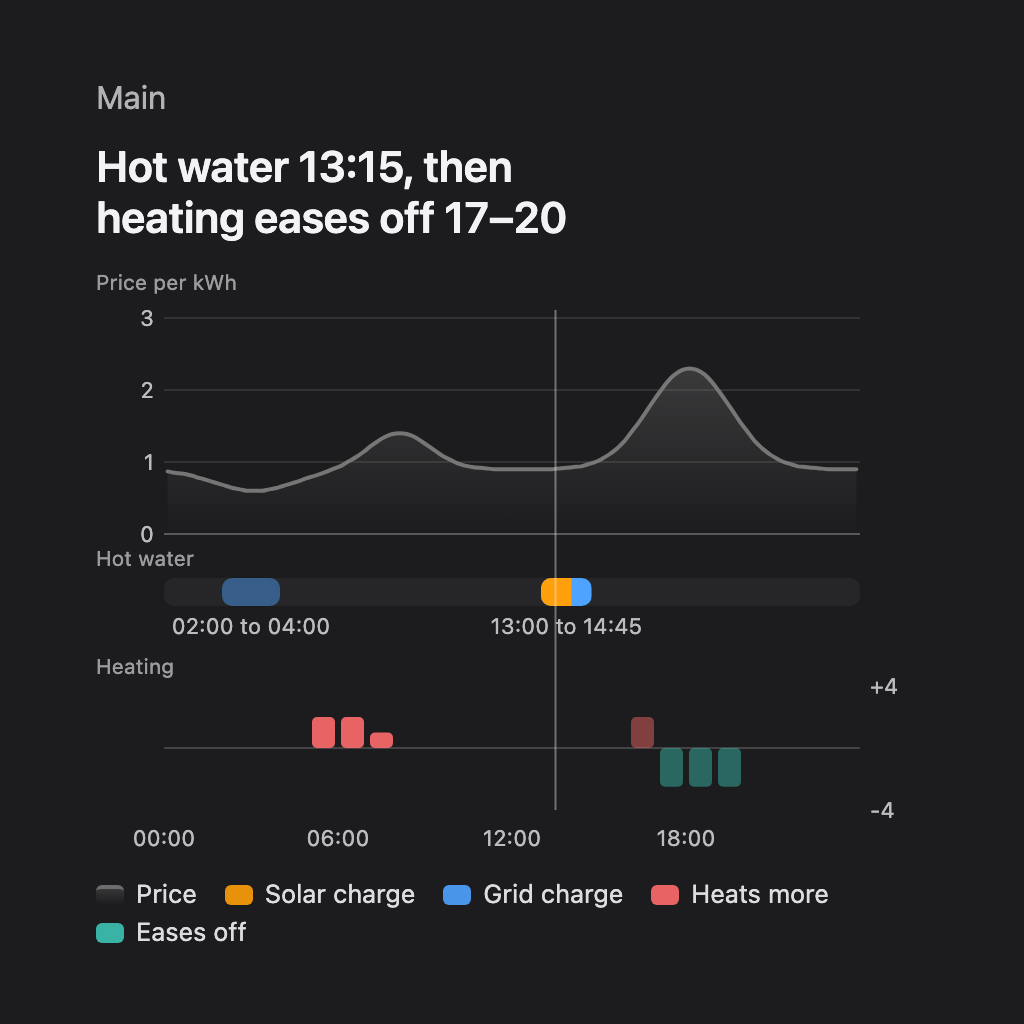 Main
Hot water 13:15, then
heating eases off 17–20
Price per kWh
3
2
1
0
Hot water
02:00 to 04:00 13:00 to 14:45
Heating
+4
-4
00:00 06:00 12:00 18:00
Price Solar charge Grid charge Heats more
Eases off